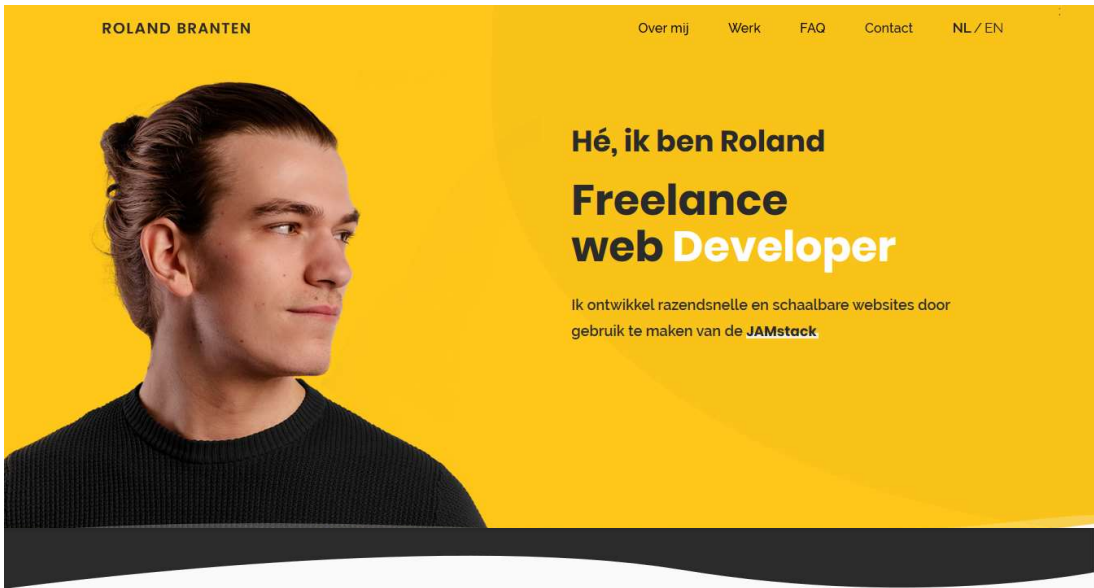 ROLAND BRANTEN
Over mij Werk FAQ Contact NL / EN
Hé, ik ben Roland
Freelance
web Developer
Ik ontwikkel razendsnelle en schaalbare websites door
gebruik te maken van de JAMstack